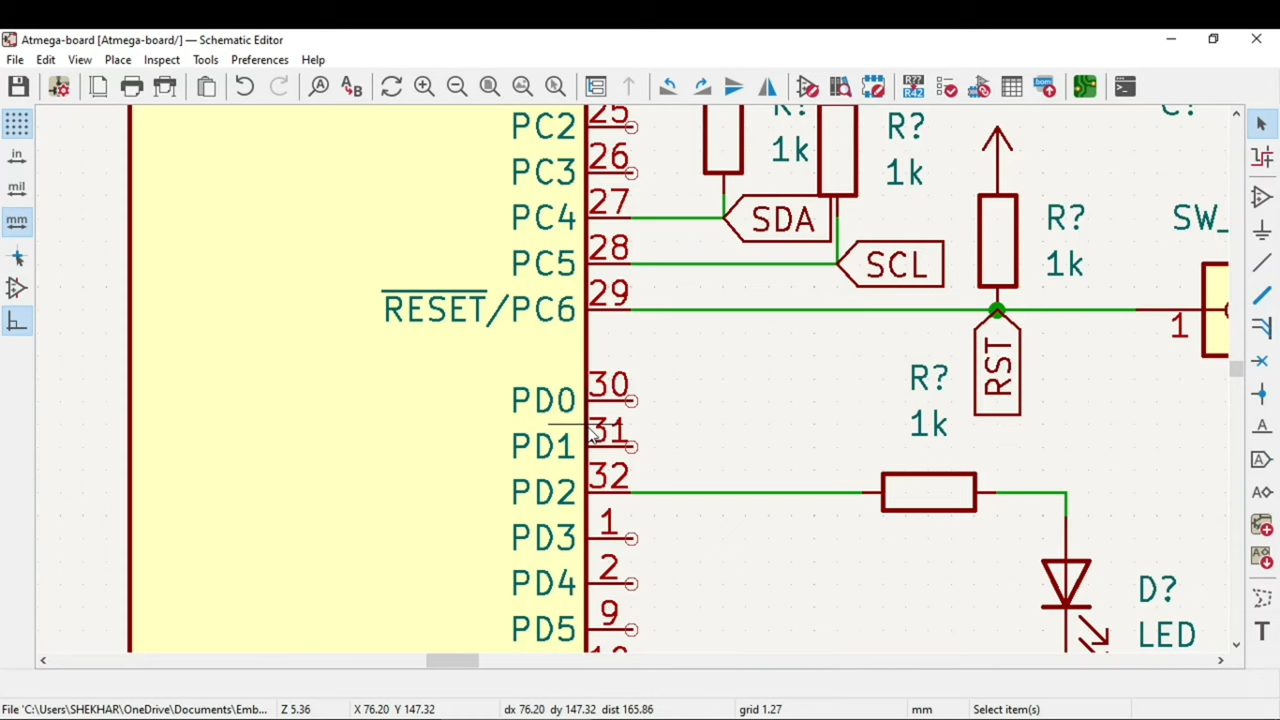 Atmega-board [Atmega-board/] — Schematic Editor
File Edit View Place Inspect Tools Preferences Help
R??
R42
bom
in
mil
mm
A
A
A
T
PC2 25
PC3 26
PC4 27
PC5 28
RESET/PC6 29
PD0 30
PD1 31
PD2 32
PD3 1
PD4 2
PD5 9
R?
1k
R?
1k
R?
1k
SDA
SCL
RST
SW_
1
R?
1k
D?
LED
File 'C:\Users\SHEKHAR\OneDrive\Documents\Emb... Z 5.36 X 76.20 Y 147.32 dx 76.20 dy 147.32 dist 165.86 grid 1.27 mm Select item(s)